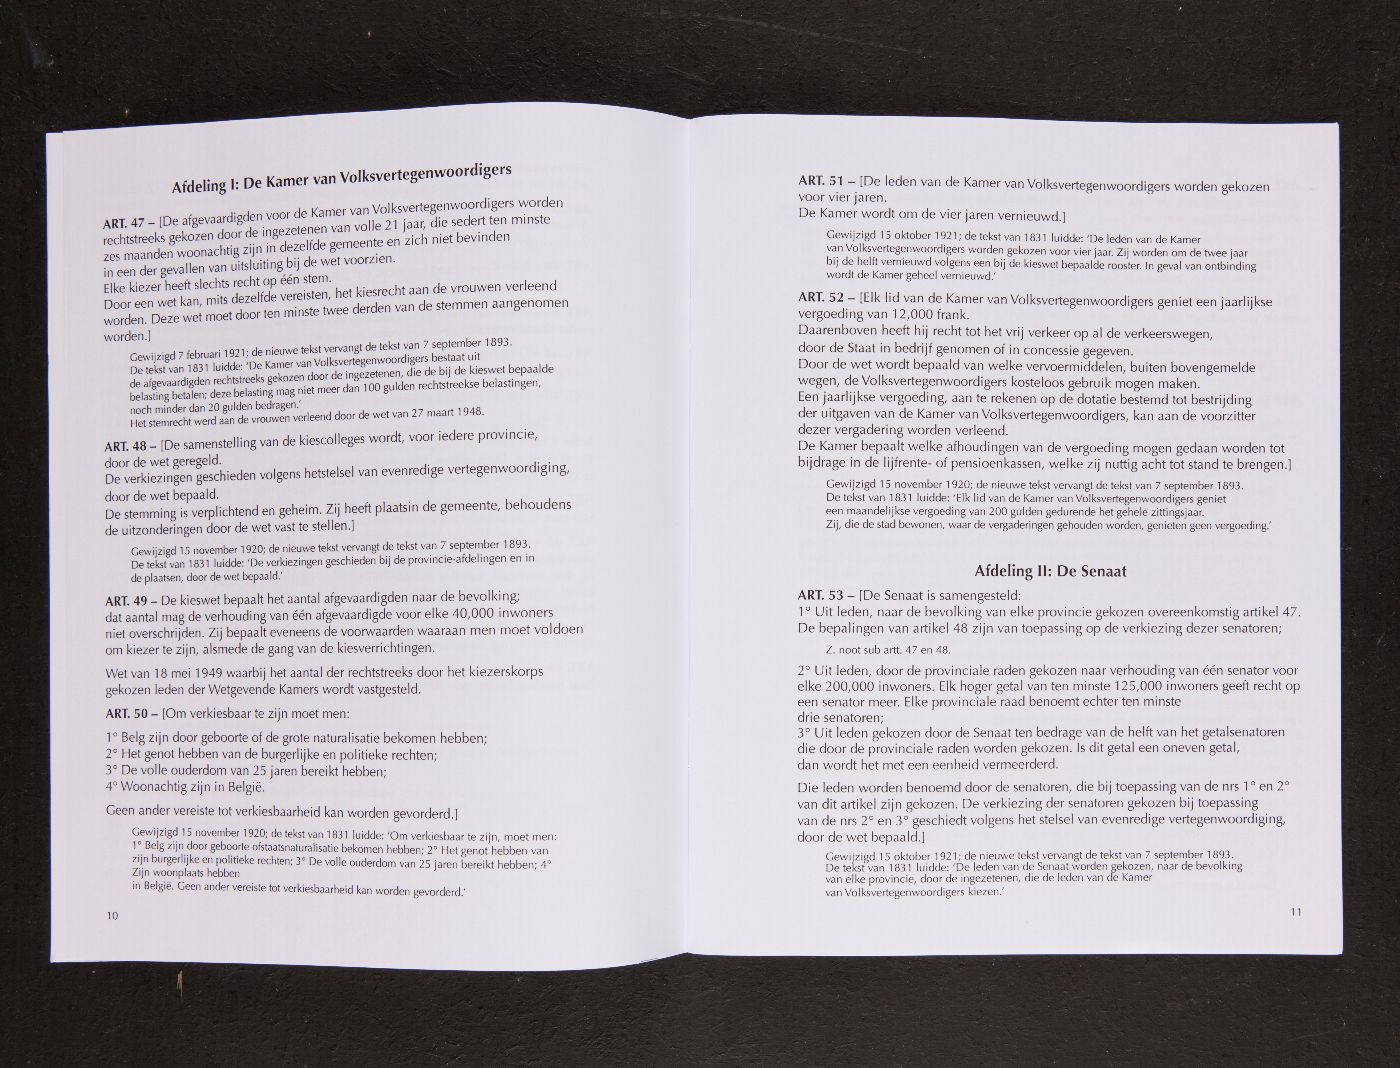 Afdeling I: De Kamer van Volksvertegenwoordigers
ART. 47 – [De afgevaardigden voor de Kamer van Volksvertegenwoordigers worden
rechtstreeks gekozen door de ingezetenen van volle 21 jaar, die sedert ten minste
zes maanden woonachtig zijn in dezelfde gemeente en zich niet bevinden
in een der gevallen van uitsluiting bij de wet voorzien.
Elke kiezer heeft slechts recht op één stem.
Door een wet kan, mits dezelfde vereisten, het kiesrecht aan de vrouwen verleend
worden. Deze wet moet door ten minste twee derden van de stemmen aangenomen
worden.]
Gewijzigd 7 februari 1921; de nieuwe tekst vervangt de tekst van 7 september 1893.
De tekst van 1831 luidde: 'De Kamer van Volksvertegenwoordigers bestaat uit
de afgevaardigden rechtstreeks gekozen door de ingezetenen, die de bij de kieswet bepaalde
belasting betalen; deze belasting mag niet meer dan 100 gulden rechtstreekse belastingen,
noch minder dan 20 gulden bedragen.'
Het stemrecht werd aan de vrouwen verleend door de wet van 27 maart 1948.
ART. 48 – [De samenstelling van de kiescolleges wordt, voor iedere provincie,
door de wet geregeld.
De verkiezingen geschieden volgens hetstelsel van evenredige vertegenwoordiging,
door de wet bepaald.
De stemming is verplichtend en geheim. Zij heeft plaatsin de gemeente, behoudens
de uitzonderingen door de wet vast te stellen.]
Gewijzigd 15 november 1920; de nieuwe tekst vervangt de tekst van 7 september 1893.
De tekst van 1831 luidde: 'De verkiezingen geschieden bij de provincie-afdelingen en in
de plaatsen, door de wet bepaald.'
ART. 49 – De kieswet bepaalt het aantal afgevaardigden naar de bevolking;
dat aantal mag de verhouding van één afgevaardigde voor elke 40,000 inwoners
niet overschrijden. Zij bepaalt eveneens de voorwaarden waaraan men moet voldoen
om kiezer te zijn, alsmede de gang van de kiesverrichtingen.
Wet van 18 mei 1949 waarbij het aantal der rechtstreeks door het kiezerskorps
gekozen leden der Wetgevende Kamers wordt vastgesteld.
ART. 50 – [Om verkiesbaar te zijn moet men:
1° Belg zijn door geboorte of de grote naturalisatie bekomen hebben;
2° Het genot hebben van de burgerlijke en politieke rechten;
3° De volle ouderdom van 25 jaren bereikt hebben;
4° Woonachtig zijn in België.
Geen ander vereiste tot verkiesbaarheid kan worden gevorderd.]
Gewijzigd 15 november 1920; de tekst van 1831 luidde: 'Om verkiesbaar te zijn, moet men:
1° Belg zijn door geboorte ofstaatsnaturalisatie bekomen hebben; 2° Het genot hebben van
zijn burgerlijke en politieke rechten; 3° De volle ouderdom van 25 jaren bereikt hebben; 4°
Zijn woonplaats hebben
in België. Geen ander vereiste tot verkiesbaarheid kan worden gevorderd.'
10
ART. 51 – [De leden van de Kamer van Volksvertegenwoordigers worden gekozen
voor vier jaren.
De Kamer wordt om de vier jaren vernieuwd.]
Gewijzigd 15 oktober 1921; de tekst van 1831 luidde: 'De leden van de Kamer
van Volksvertegenwoordigers worden gekozen voor vier jaar. Zij worden om de twee jaar
bij de helft vernieuwd volgens een bij de kieswet bepaalde rooster. In geval van ontbinding
wordt de Kamer geheel vernieuwd.'
ART. 52 – [Elk lid van de Kamer van Volksvertegenwoordigers geniet een jaarlijkse
vergoeding van 12,000 frank.
Daarenboven heeft hij recht tot het vrij verkeer op al de verkeerswegen,
door de Staat in bedrijf genomen of in concessie gegeven.
Door de wet wordt bepaald van welke vervoermiddelen, buiten bovengemelde
wegen, de Volksvertegenwoordigers kosteloos gebruik mogen maken.
Een jaarlijkse vergoeding, aan te rekenen op de dotatie bestemd tot bestrijding
der uitgaven van de Kamer van Volksvertegenwoordigers, kan aan de voorzitter
dezer vergadering worden verleend.
De Kamer bepaalt welke afhoudingen van de vergoeding mogen gedaan worden tot
bijdrage in de lijfrente- of pensioenkassen, welke zij nuttig acht tot stand te brengen.]
Gewijzigd 15 november 1920; de nieuwe tekst vervangt de tekst van 7 september 1893.
De tekst van 1831 luidde: 'Elk lid van de Kamer van Volksvertegenwoordigers geniet
een maandelijkse vergoeding van 200 gulden gedurende het gehele zittingsjaar.
Zij, die de stad bewonen, waar de vergaderingen gehouden worden, genieten geen vergoeding.'
Afdeling II: De Senaat
ART. 53 – [De Senaat is samengesteld:
1° Uit leden, naar de bevolking van elke provincie gekozen overeenkomstig artikel 47.
De bepalingen van artikel 48 zijn van toepassing op de verkiezing dezer senatoren;
Z. noot sub artt. 47 en 48.
2° Uit leden, door de provinciale raden gekozen naar verhouding van één senator voor
elke 200,000 inwoners. Elk hoger getal van ten minste 125,000 inwoners geeft recht op
een senator meer. Elke provinciale raad benoemt echter ten minste
drie senatoren;
3° Uit leden gekozen door de Senaat ten bedrage van de helft van het getalsenatoren
die door de provinciale raden worden gekozen. Is dit getal een oneven getal,
dan wordt het met een eenheid vermeerderd.
Die leden worden benoemd door de senatoren, die bij toepassing van de nrs 1° en 2°
van dit artikel zijn gekozen. De verkiezing der senatoren gekozen bij toepassing
van de nrs 2° en 3° geschiedt volgens het stelsel van evenredige vertegenwoordiging,
door de wet bepaald.]
Gewijzigd 15 oktober 1921; de nieuwe tekst vervangt de tekst van 7 september 1893.
De tekst van 1831 luidde: 'De leden van de Senaat worden gekozen, naar de bevolking
van elke provincie, door de ingezetenen, die de leden van de Kamer
van Volksvertegenwoordigers kiezen.'
11